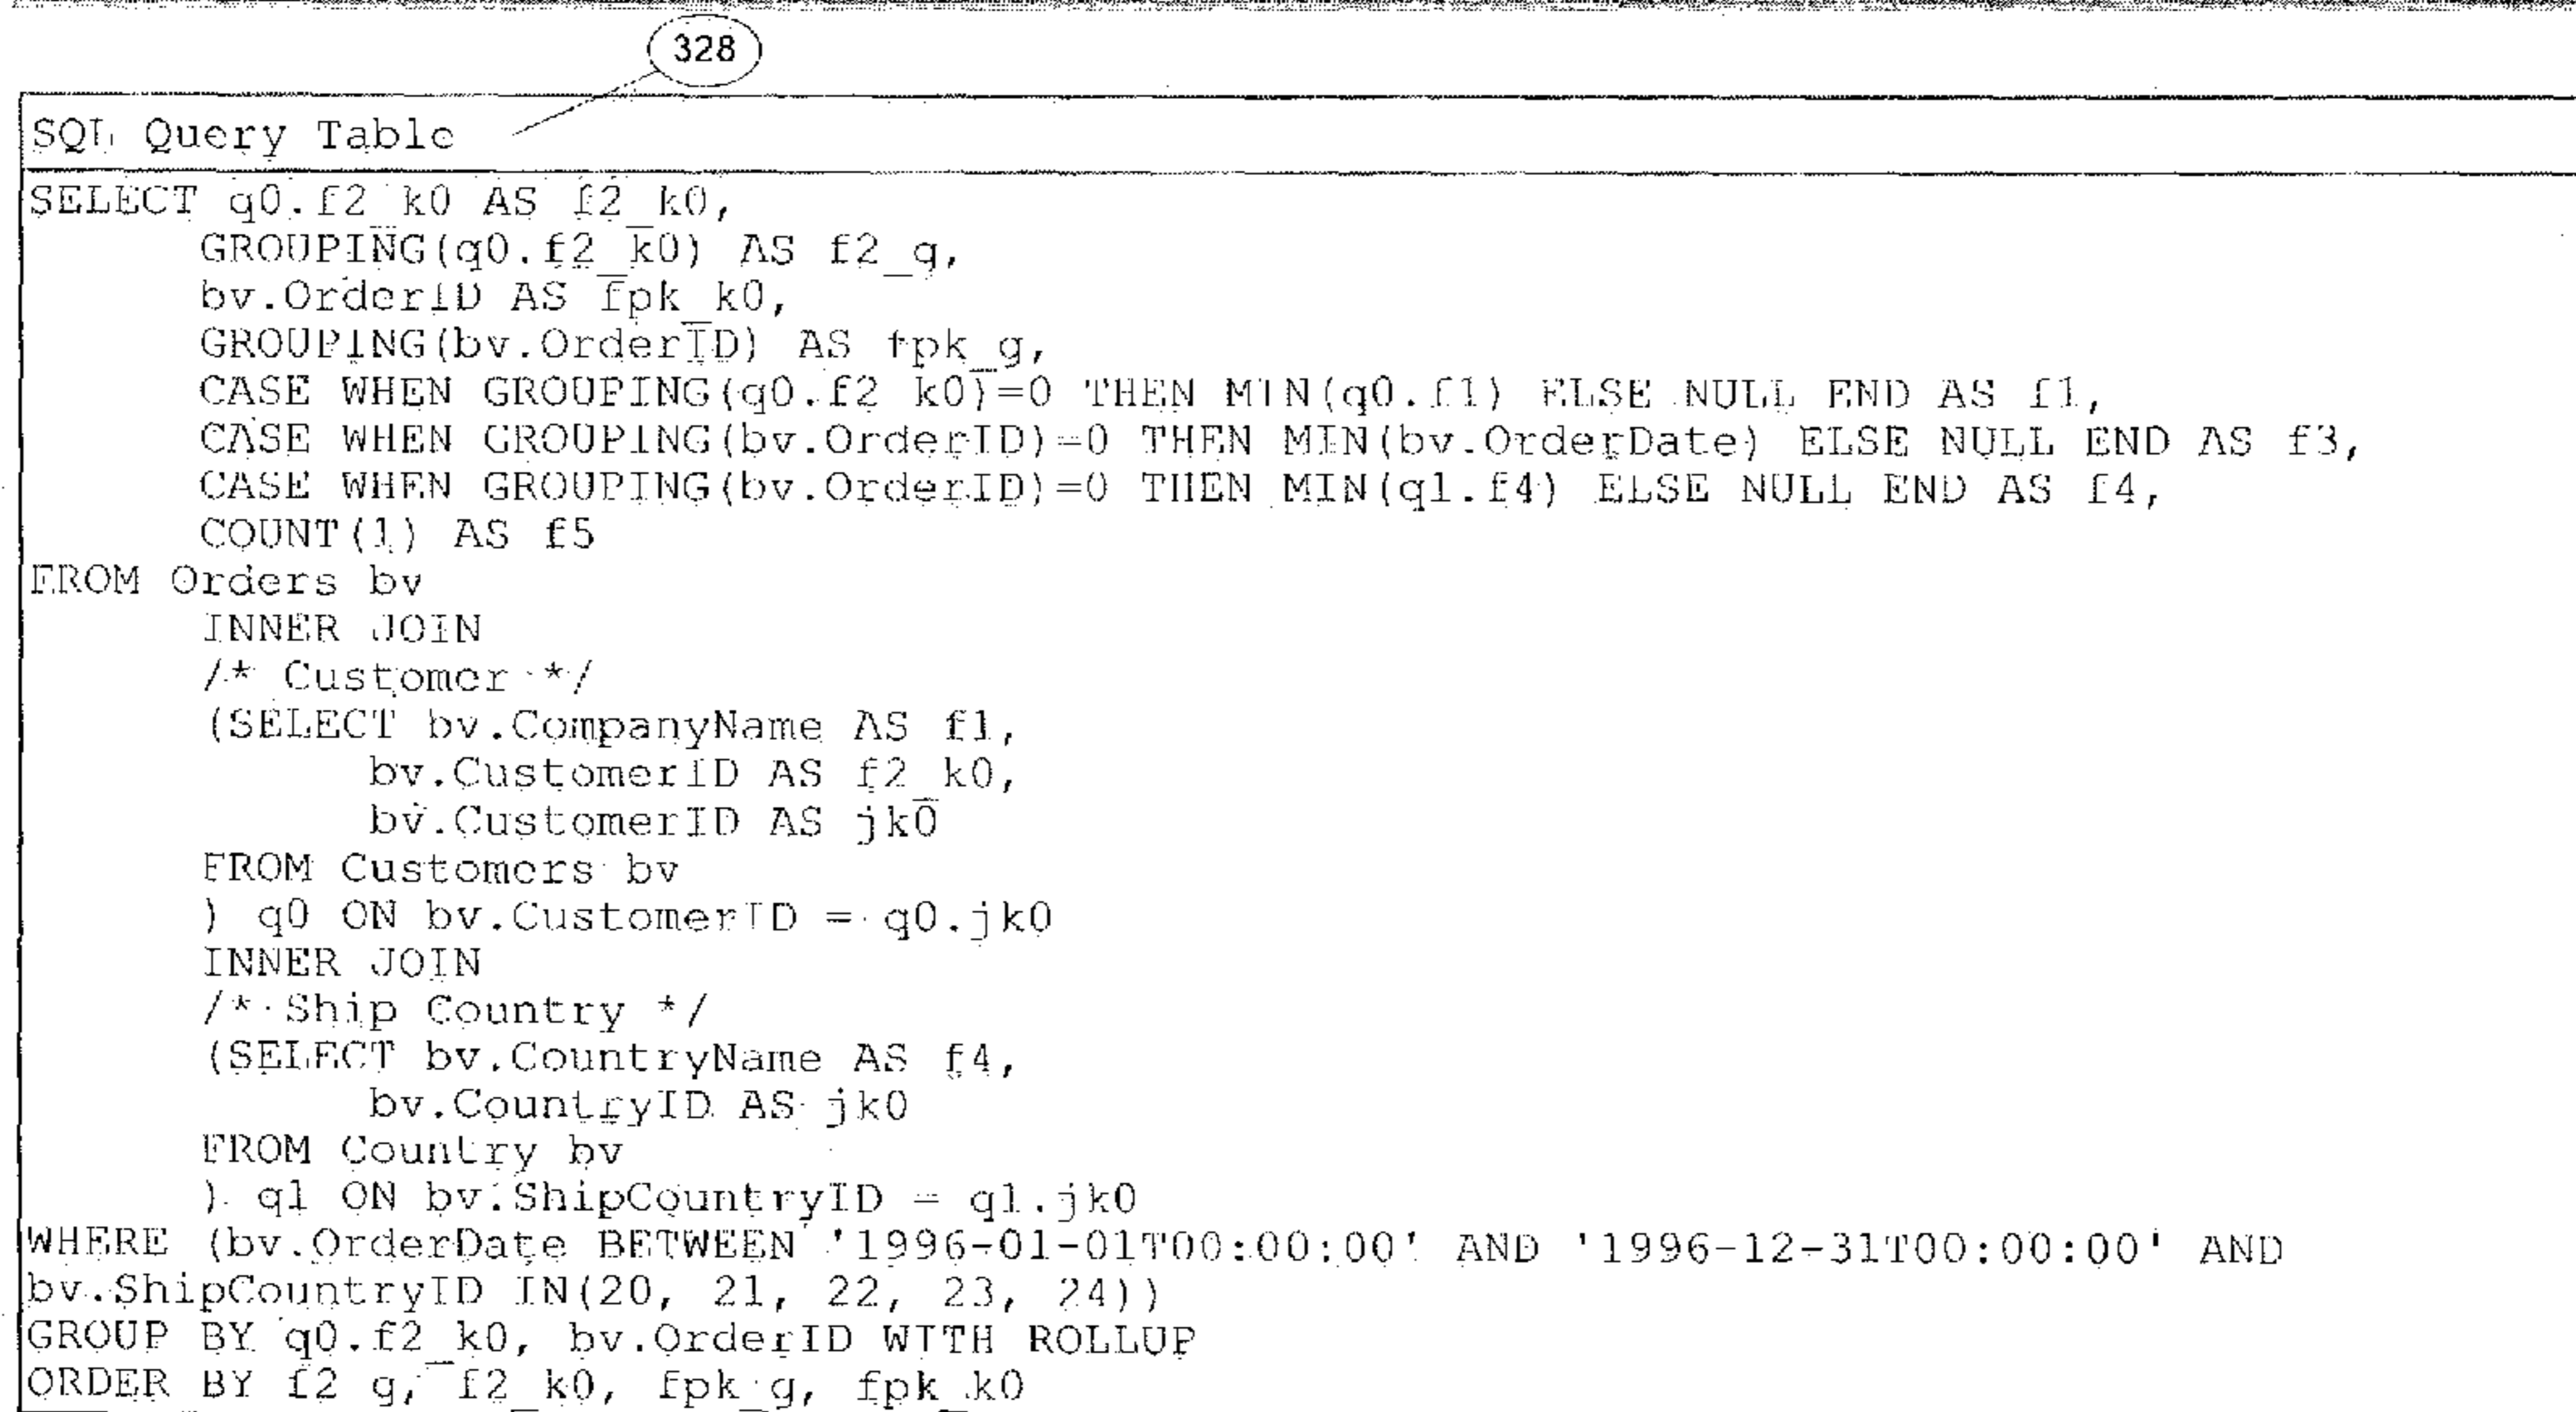 328
SQL Query Table
SELECT q0.f2_k0 AS f2_k0,
GROUPING(q0.f2_k0) AS f2_g,
bv.OrderID AS fpk_k0,
GROUPING(bv.OrderID) AS fpk_g,
CASE WHEN GROUPING(q0.f2_k0)=0 THEN MIN(q0.f1) ELSE NULL END AS f1,
CASE WHEN GROUPING(bv.OrderID)=0 THEN MIN(bv.OrderDate) ELSE NULL END AS f3,
CASE WHEN GROUPING(bv.OrderID)=0 THEN MIN(q1.f4) ELSE NULL END AS f4,
COUNT(1) AS f5
FROM Orders bv
INNER JOIN
/* Customer */
(SELECT bv.CompanyName AS f1,
bv.CustomerID AS f2_k0,
bv.CustomerID AS jk0
FROM Customers bv
) q0 ON bv.CustomerID = q0.jk0
INNER JOIN
/* Ship Country */
(SELECT bv.CountryName AS f4,
bv.CountryID AS jk0
FROM Country bv
) q1 ON bv.ShipCountryID = q1.jk0
WHERE (bv.OrderDate BETWEEN '1996-01-01T00:00:00' AND '1996-12-31T00:00:00' AND
bv.ShipCountryID IN(20, 21, 22, 23, 24))
GROUP BY q0.f2_k0, bv.OrderID WITH ROLLUP
ORDER BY f2_g, f2_k0, fpk_g, fpk_k0